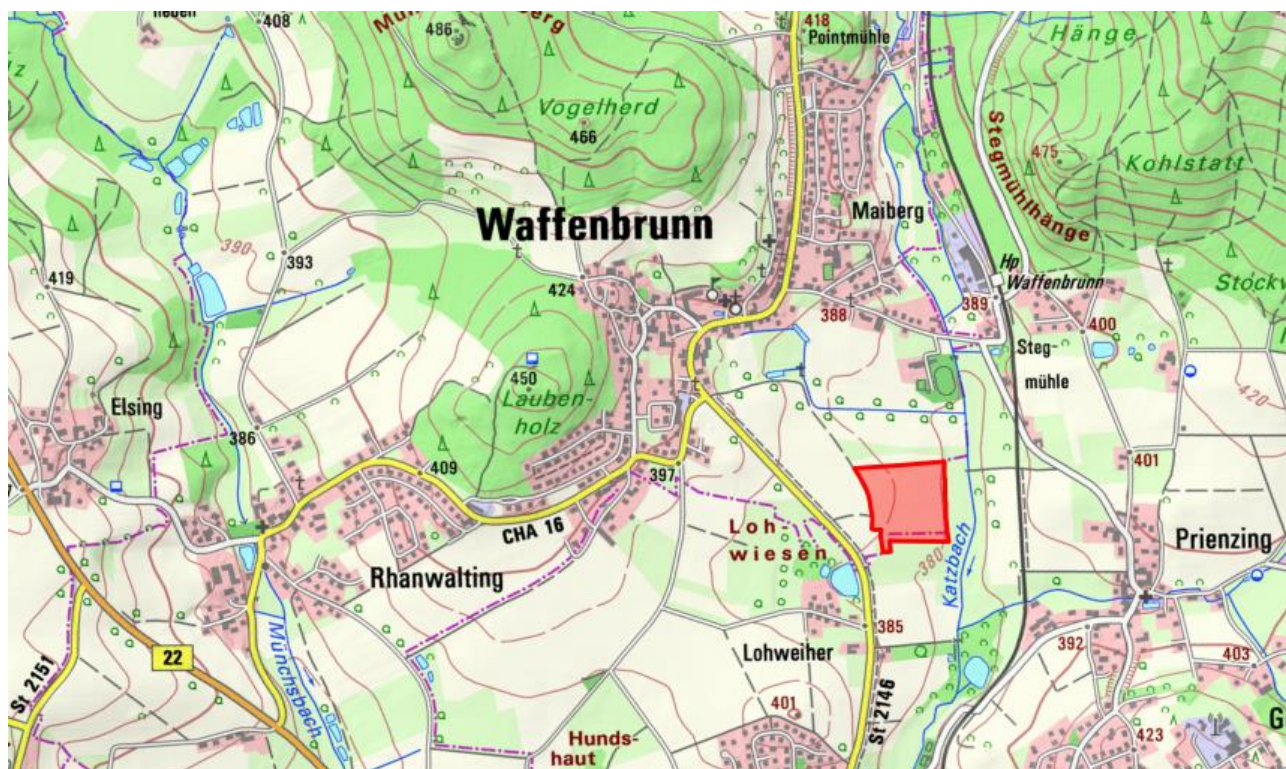 408
486
418
Pointmühle
Hänge
Vogelherd
466
475
Kohlstatt
Stegmühlhänge
Waffenbrunn
Maiberg
390
393
419
424
388
Hp
Waffenbrunn
389
400
Steg-
mühle
450
Lauben-
holz
Elsing
386
409
397
401
420
CHA 16
Loh
wiesen
380
Katzbach
Prienzing
Rhanwalting
Münchsbach
22
St 2151
385
Lohweiher
St 2146
392
403
401
Hunds-
haut
423
G